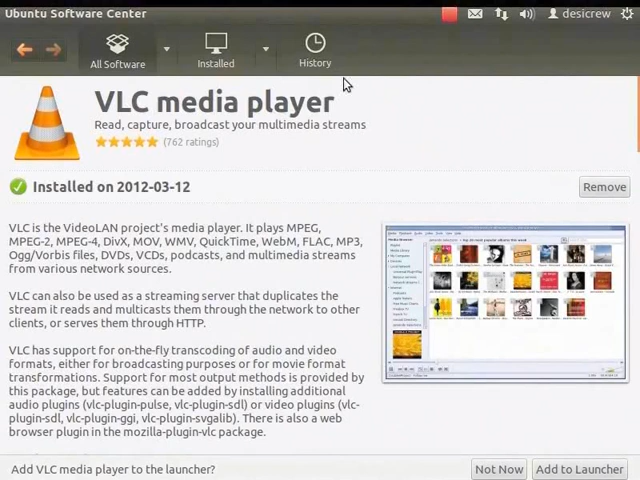 Ubuntu Software Center
desicrew
All Software
Installed
History
VLC media player
Read, capture, broadcast your multimedia streams
(762 ratings)
Installed on 2012-03-12
Remove
VLC is the VideoLAN project's media player. It plays MPEG,
MPEG-2, MPEG-4, DivX, MOV, WMV, QuickTime, WebM, FLAC, MP3,
Ogg/Vorbis files, DVDs, VCDs, podcasts, and multimedia streams
from various network sources.
VLC can also be used as a streaming server that duplicates the
stream it reads and multicasts them through the network to other
clients, or serves them through HTTP.
VLC has support for on-the-fly transcoding of audio and video
formats, either for broadcasting purposes or for movie format
transformations. Support for most output methods is provided by
this package, but features can be added by installing additional
audio plugins (vlc-plugin-pulse, vlc-plugin-sdl) or video plugins (vlc-
plugin-sdl, vlc-plugin-ggi, vlc-plugin-svgalib). There is also a web
browser plugin in the mozilla-plugin-vlc package.
Add VLC media player to the launcher?
Not Now
Add to Launcher